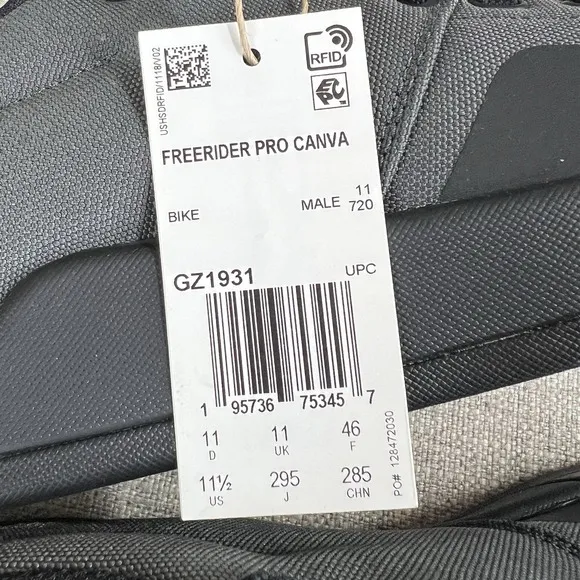 USHSDRFID/1118/V02
RFID
EPC
FREERIDER PRO CANVA
BIKE MALE 11
720
GZ1931 UPC
1 95736 75345 7
11 11 46
D UK F
11½ 295 285
US J CHN
PO# 128472030